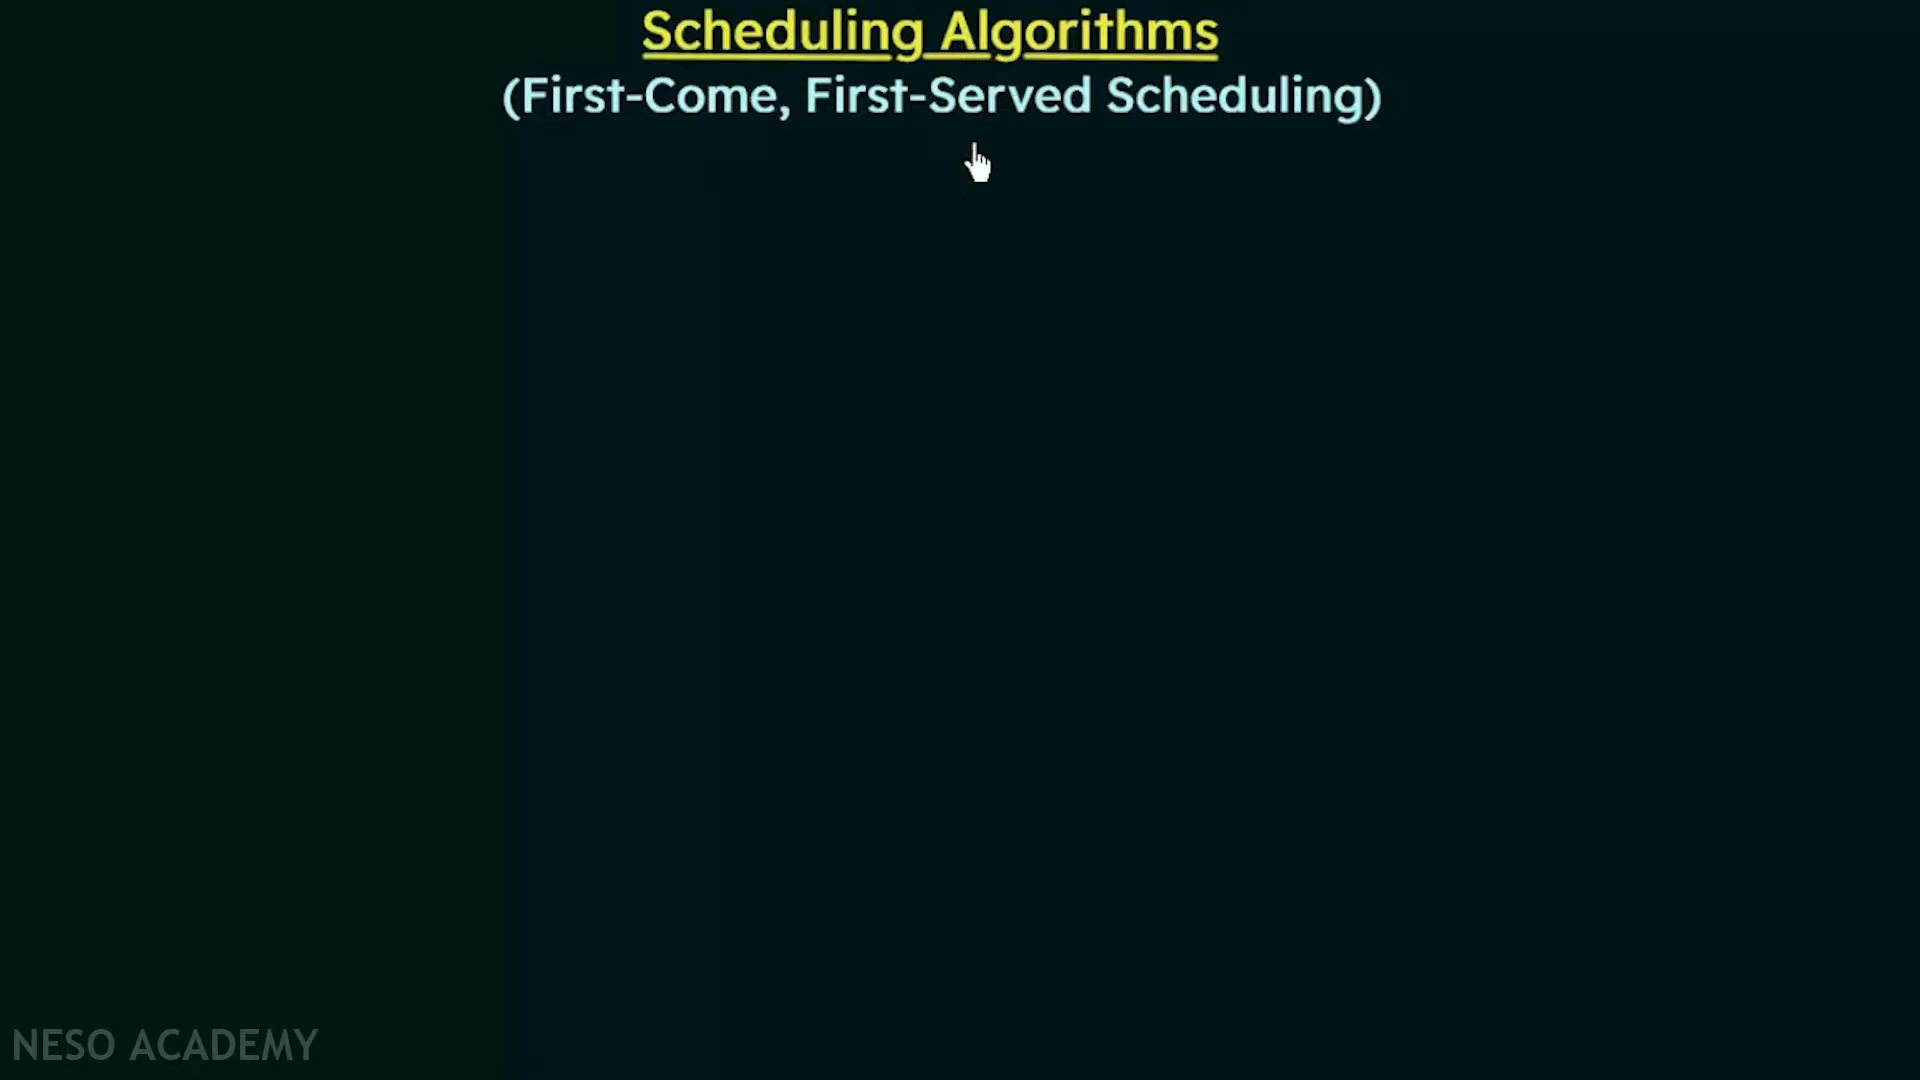 Scheduling Algorithms
(First-Come, First-Served Scheduling)
NESO ACADEMY